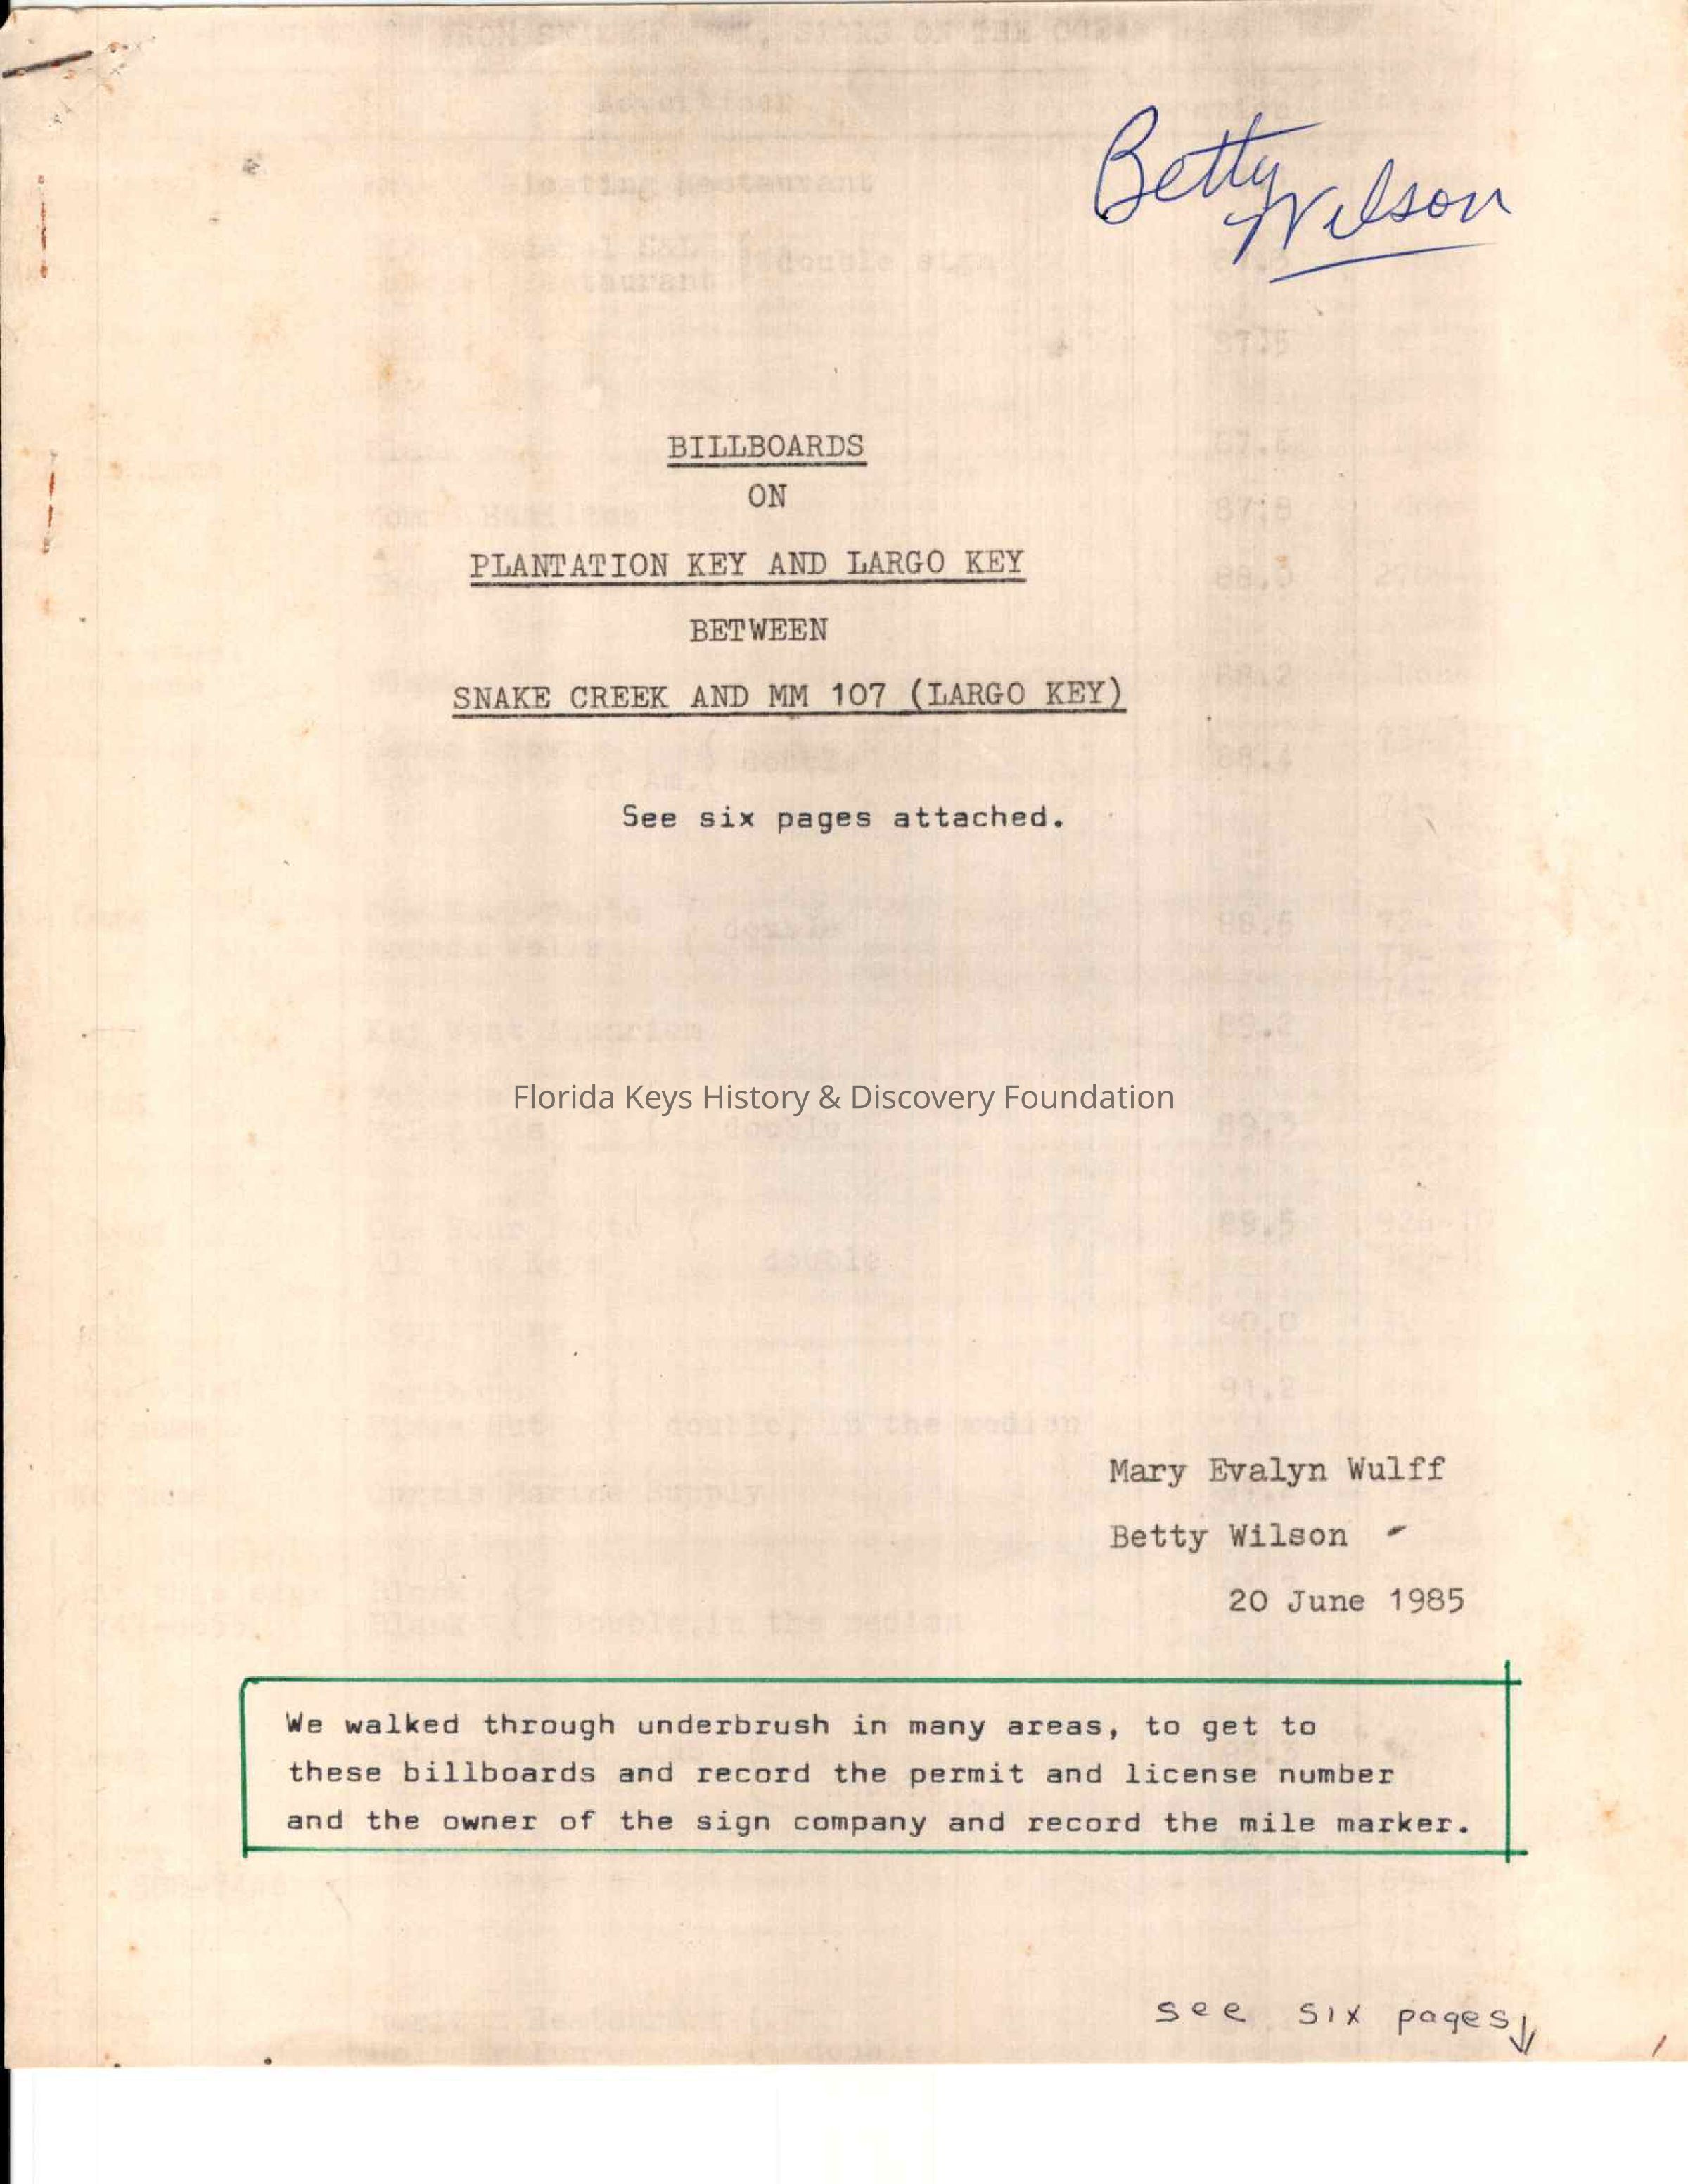 Betty
Wilson
BILLBOARDS
ON
PLANTATION KEY AND LARGO KEY
BETWEEN
SNAKE CREEK AND MM 107 (LARGO KEY)
See six pages attached.
Florida Keys History & Discovery Foundation
Mary Evalyn Wulff
Betty Wilson
20 June 1985
We walked through underbrush in many areas, to get to
these billboards and record the permit and license number
and the owner of the sign company and record the mile marker.
see six pages